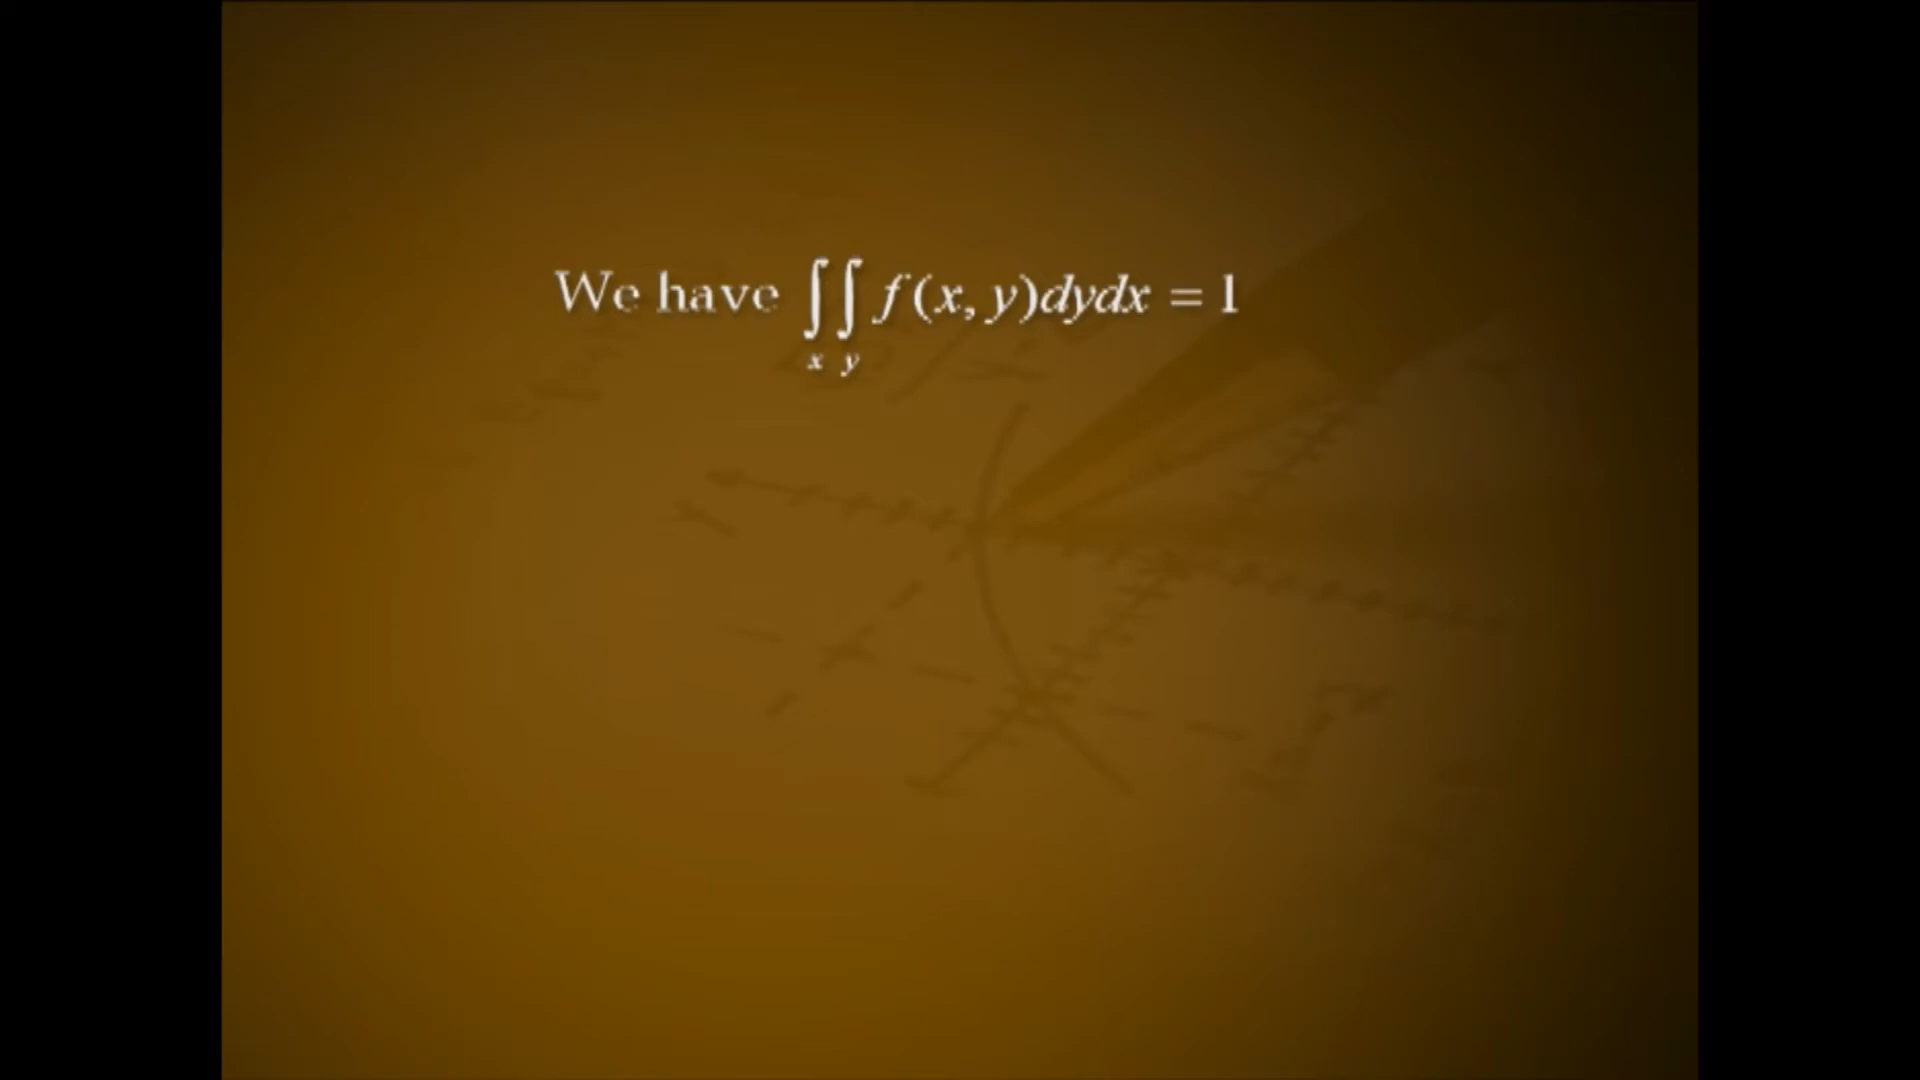 We have ∫∫ f(x, y)dydx = 1
x y